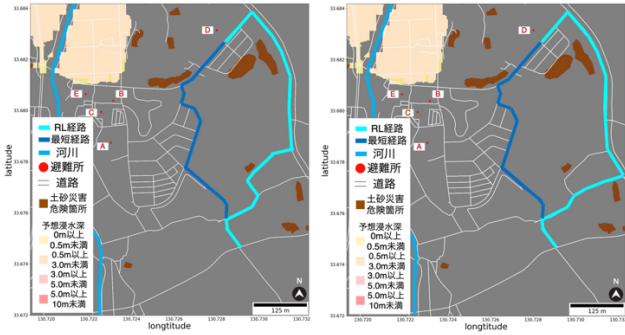 33.684
33.682
33.680
33.678
33.676
33.674
33.672
latitude
D
E
B
C
A
RL経路
最短経路
河川
避難所
道路
土砂災害
危険箇所
予想浸水深
0m以上
0.5m未満
0.5m以上
3.0m未満
3.0m以上
5.0m未満
5.0m以上
10m未満
N
125 m
130.720
130.722
130.724
130.726
130.728
130.730
130.732
longtitude
33.684
33.682
33.680
33.678
33.676
33.674
33.672
latitude
D
E
B
C
A
RL経路
最短経路
河川
避難所
道路
土砂災害
危険箇所
予想浸水深
0m以上
0.5m未満
0.5m以上
3.0m未満
3.0m以上
5.0m未満
5.0m以上
10m未満
N
125 m
130.720
130.722
130.724
130.726
130.728
130.730
130.732
longtitude